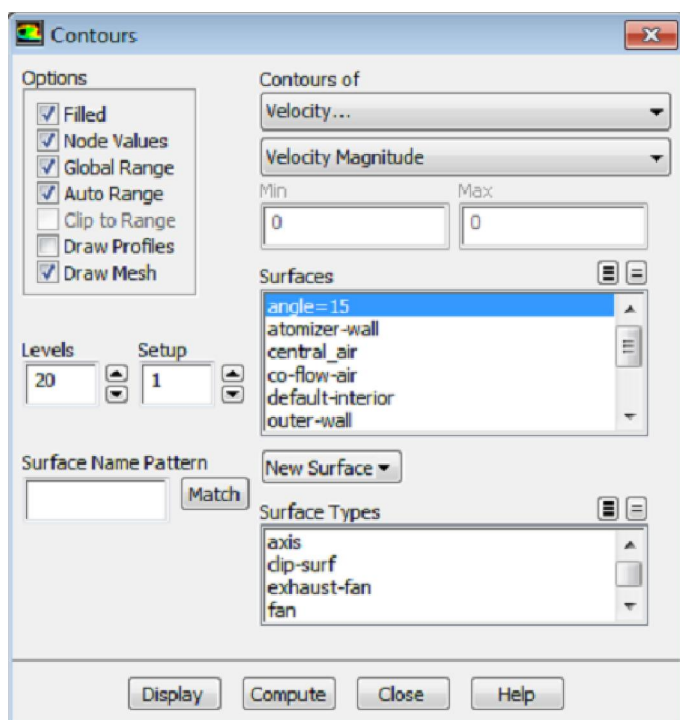 Contours
Options
Filled
Node Values
Global Range
Auto Range
Clip to Range
Draw Profiles
Draw Mesh
Contours of
Velocity...
Velocity Magnitude
Min
Max
0
0
Levels
Setup
20
1
Surfaces
angle=15
atomizer-wall
central_air
co-flow-air
default-interior
outer-wall
Surface Name Pattern
Match
New Surface
Surface Types
axis
clip-surf
exhaust-fan
fan
Display
Compute
Close
Help